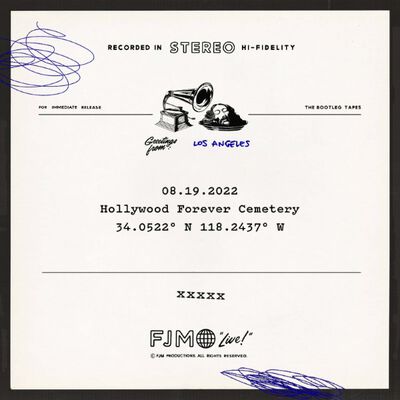 RECORDED IN STEREO HI-FIDELITY
FOR IMMEDIATE RELEASE
THE BOOTLEG TAPES
Greetings from:
LOS ANGELES
08.19.2022
Hollywood Forever Cemetery
34.0522° N 118.2437° W
xxxxx
FJM "Live!"
© FJM PRODUCTIONS. ALL RIGHTS RESERVED.